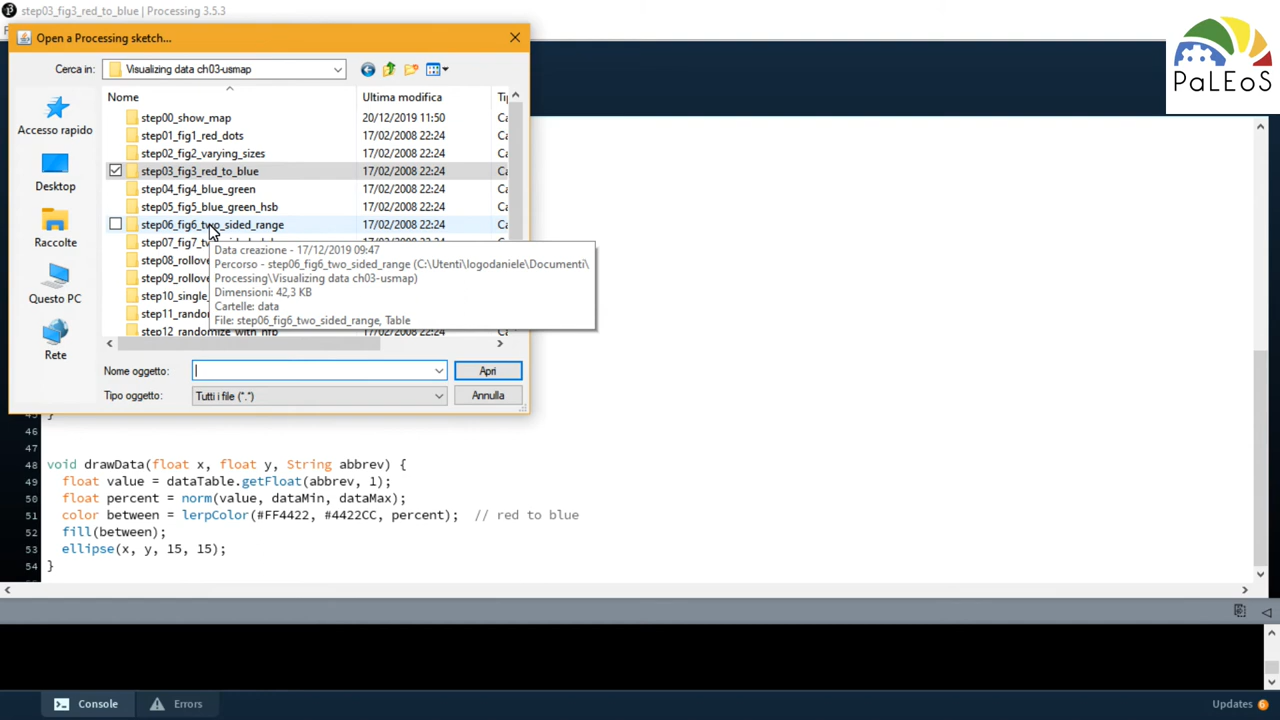 step03_fig3_red_to_blue | Processing 3.5.3
Open a Processing sketch...
Cerca in: Visualizing data ch03-usmap
Nome Ultima modifica
step00_show_map 20/12/2019 11:50
step01_fig1_red_dots 17/02/2008 22:24
step02_fig2_varying_sizes 17/02/2008 22:24
step03_fig3_red_to_blue 17/02/2008 22:24
step04_fig4_blue_green 17/02/2008 22:24
step05_fig5_blue_green_hsb 17/02/2008 22:24
step06_fig6_two_sided_range 17/02/2008 22:24
Data creazione - 17/12/2019 09:47
Percorso - step06_fig6_two_sided_range (C:\Utenti\logodaniele\Documenti\
Processing\Visualizing data ch03-usmap)
Dimensioni: 42,3 KB
Cartelle: data
File: step06_fig6_two_sided_range, Table
Accesso rapido
Desktop
Raccolte
Questo PC
Rete
Nome oggetto: Apri
Tipo oggetto: Tutti i file (*.*) Annulla
PaLEoS
46
47
48 void drawData(float x, float y, String abbrev) {
49 float value = dataTable.getFloat(abbrev, 1);
50 float percent = norm(value, dataMin, dataMax);
51 color between = lerpColor(#FF4422, #4422CC, percent); // red to blue
52 fill(between);
53 ellipse(x, y, 15, 15);
54 }
Console Errors Updates 6